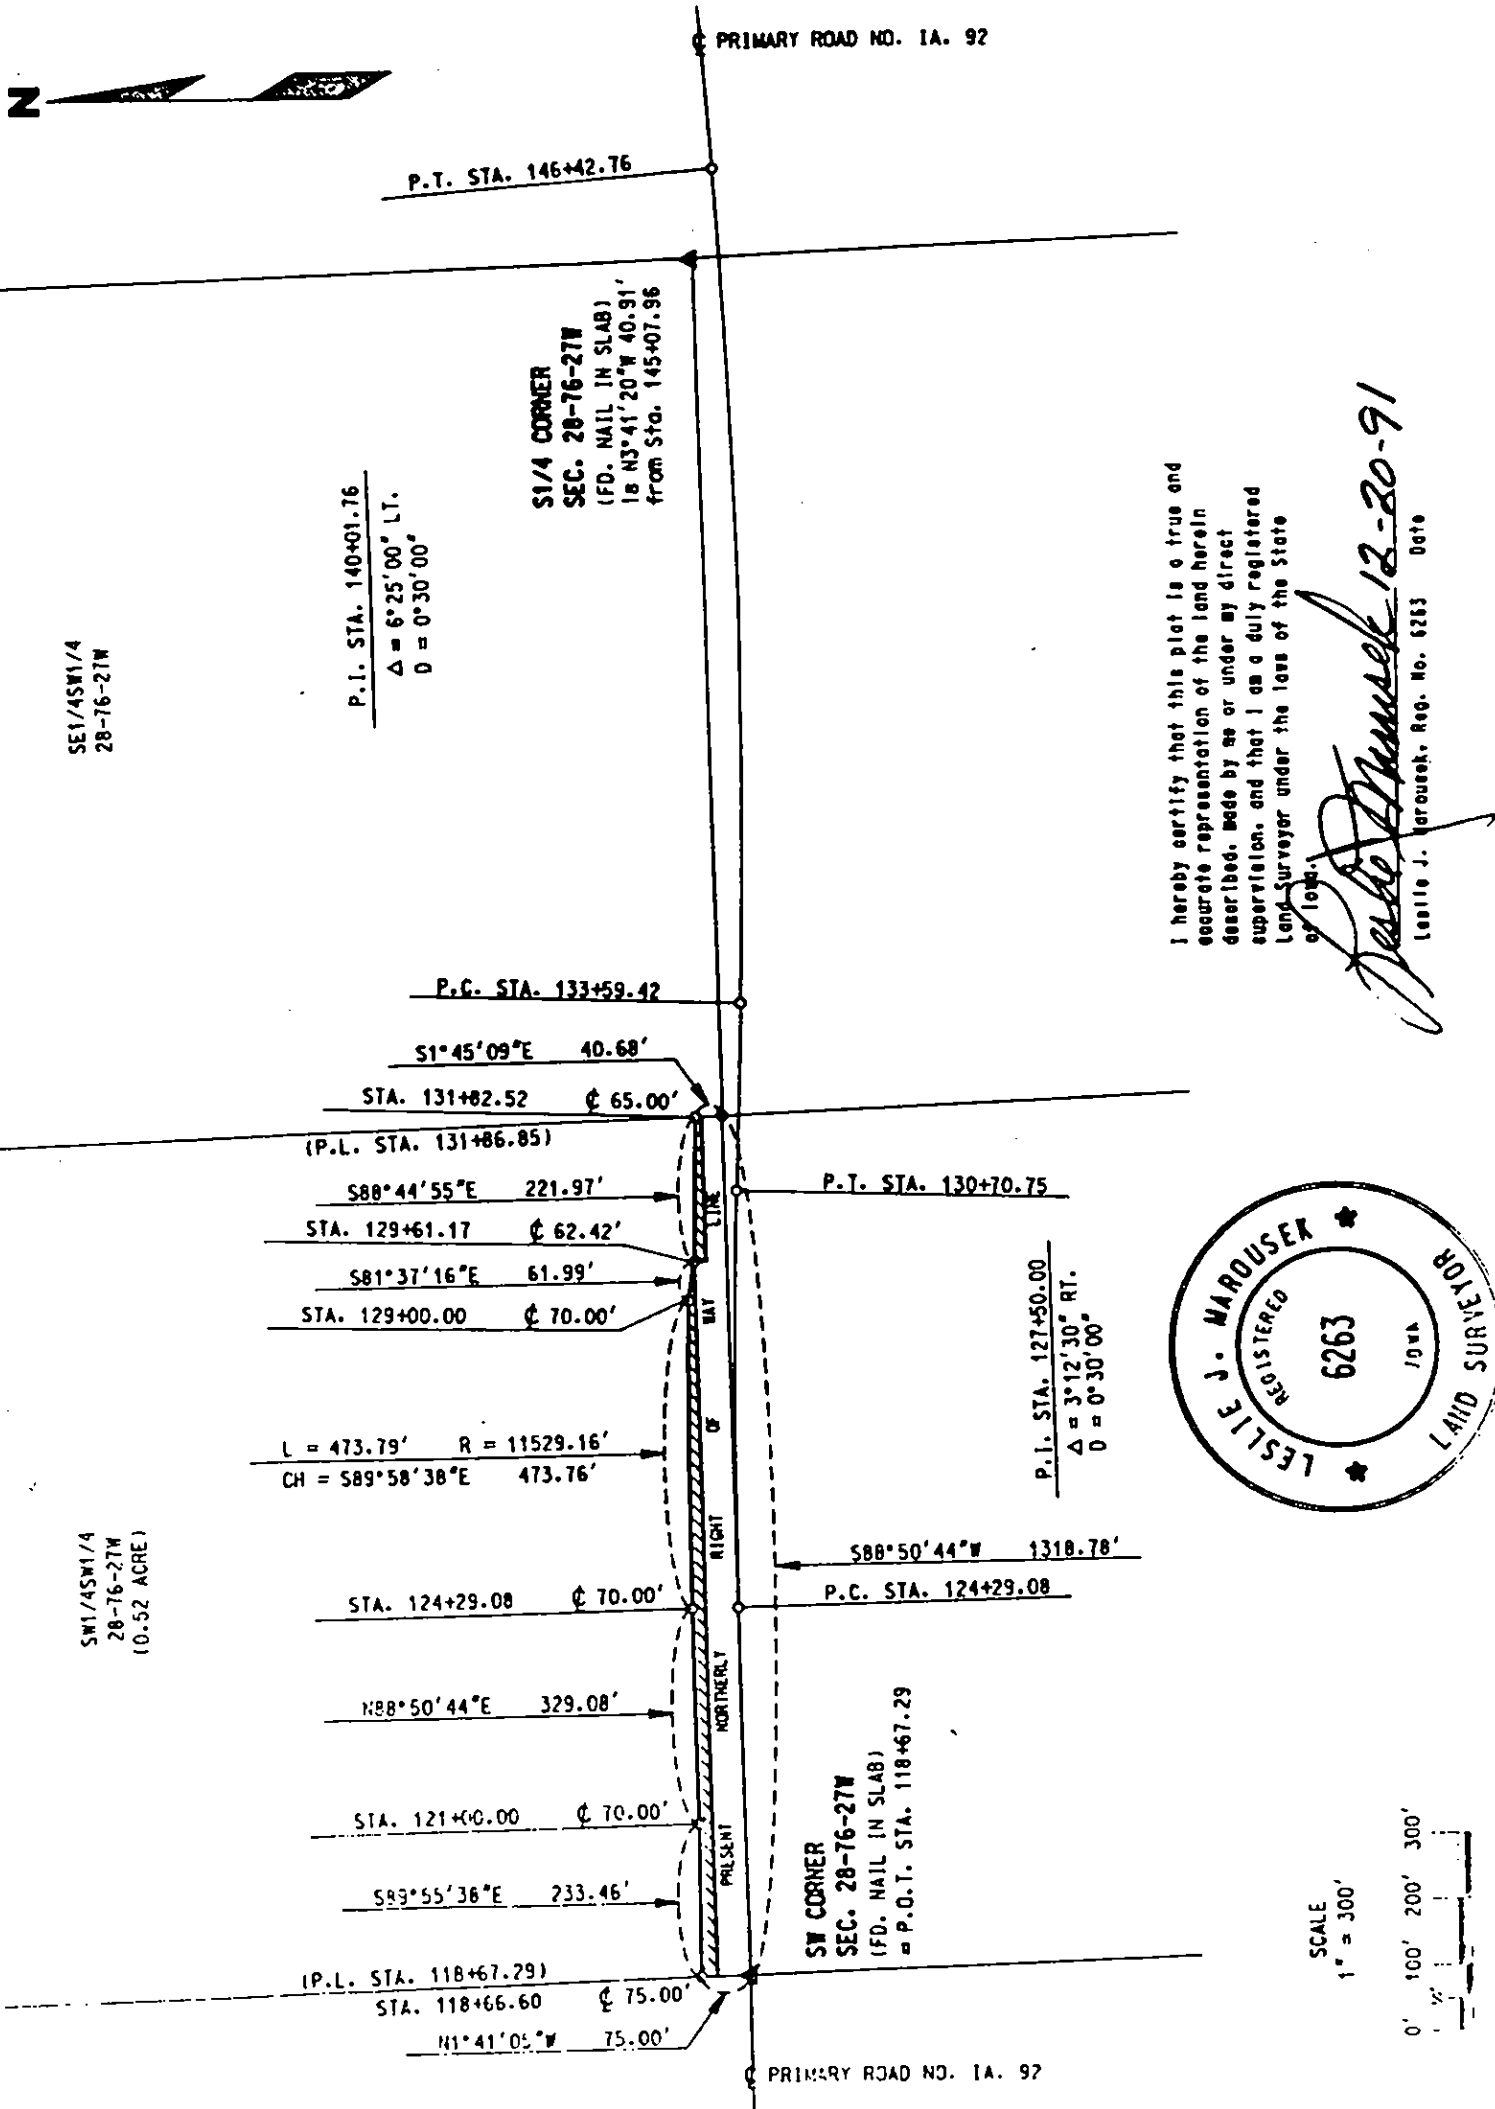 N
₵ PRIMARY ROAD NO. IA. 92
P.T. STA. 146+42.76
S1/4 CORNER
SEC. 28-76-27W
(FD. NAIL IN SLAB)
is N3°41'20"W 40.91'
from Sta. 145+07.96
SE1/4SW1/4
28-76-27W
P.I. STA. 140+01.76
Δ = 6°25'00" LT.
D = 0°30'00"
P.C. STA. 133+59.42
S1°45'09"E 40.68'
STA. 131+82.52 ₵ 65.00'
(P.L. STA. 131+86.85)
S88°44'55"E 221.97'
STA. 129+61.17 ₵ 62.42'
S81°37'16"E 61.99'
STA. 129+00.00 ₵ 70.00'
L = 473.79' R = 11529.16'
CH = S89°58'38"E 473.76'
SW1/4SW1/4
28-76-27W
(0.52 ACRE)
STA. 124+29.08 ₵ 70.00'
N88°50'44"E 329.08'
STA. 121+00.00 ₵ 70.00'
S89°55'36"E 233.46'
(P.L. STA. 118+67.29)
STA. 118+66.60 ₵ 75.00'
N1°41'05"W 75.00'
PRESENT NORTHERLY RIGHT OF WAY LINE
P.T. STA. 130+70.75
P.I. STA. 127+50.00
Δ = 3°12'30" RT.
D = 0°30'00"
S88°50'44"W 1318.78'
P.C. STA. 124+29.08
SW CORNER
SEC. 28-76-27W
(FD. NAIL IN SLAB)
= P.O.T. STA. 118+67.29
₵ PRIMARY ROAD NO. IA. 92
I hereby certify that this plat is a true and
accurate representation of the land herein
described, made by me or under my direct
supervision, and that I am a duly registered
Land Surveyor under the laws of the State
of Iowa.
Leslie J Marousek 12-20-91
Leslie J. Marousek, Reg. No. 6263 Date
LESLIE J. MAROUSEK
REGISTERED
6263
IOWA
LAND SURVEYOR
SCALE
1" = 300'
0' 100' 200' 300'